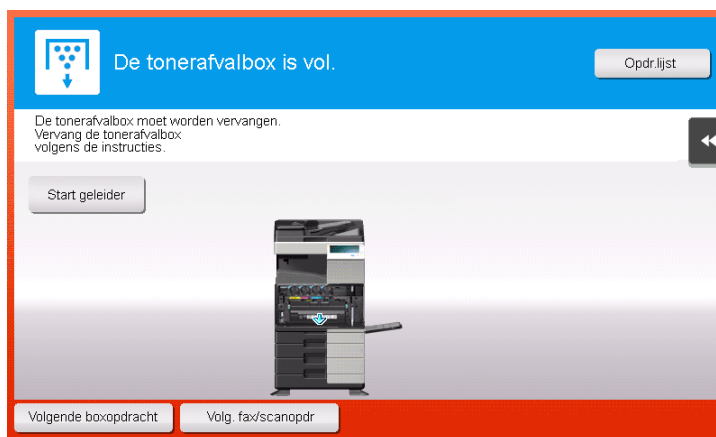 De tonerafvalbox is vol.
Opdr.lijst
De tonerafvalbox moet worden vervangen.
Vervang de tonerafvalbox
volgens de instructies.
Start geleider
Volgende boxopdracht
Volg. fax/scanopdr